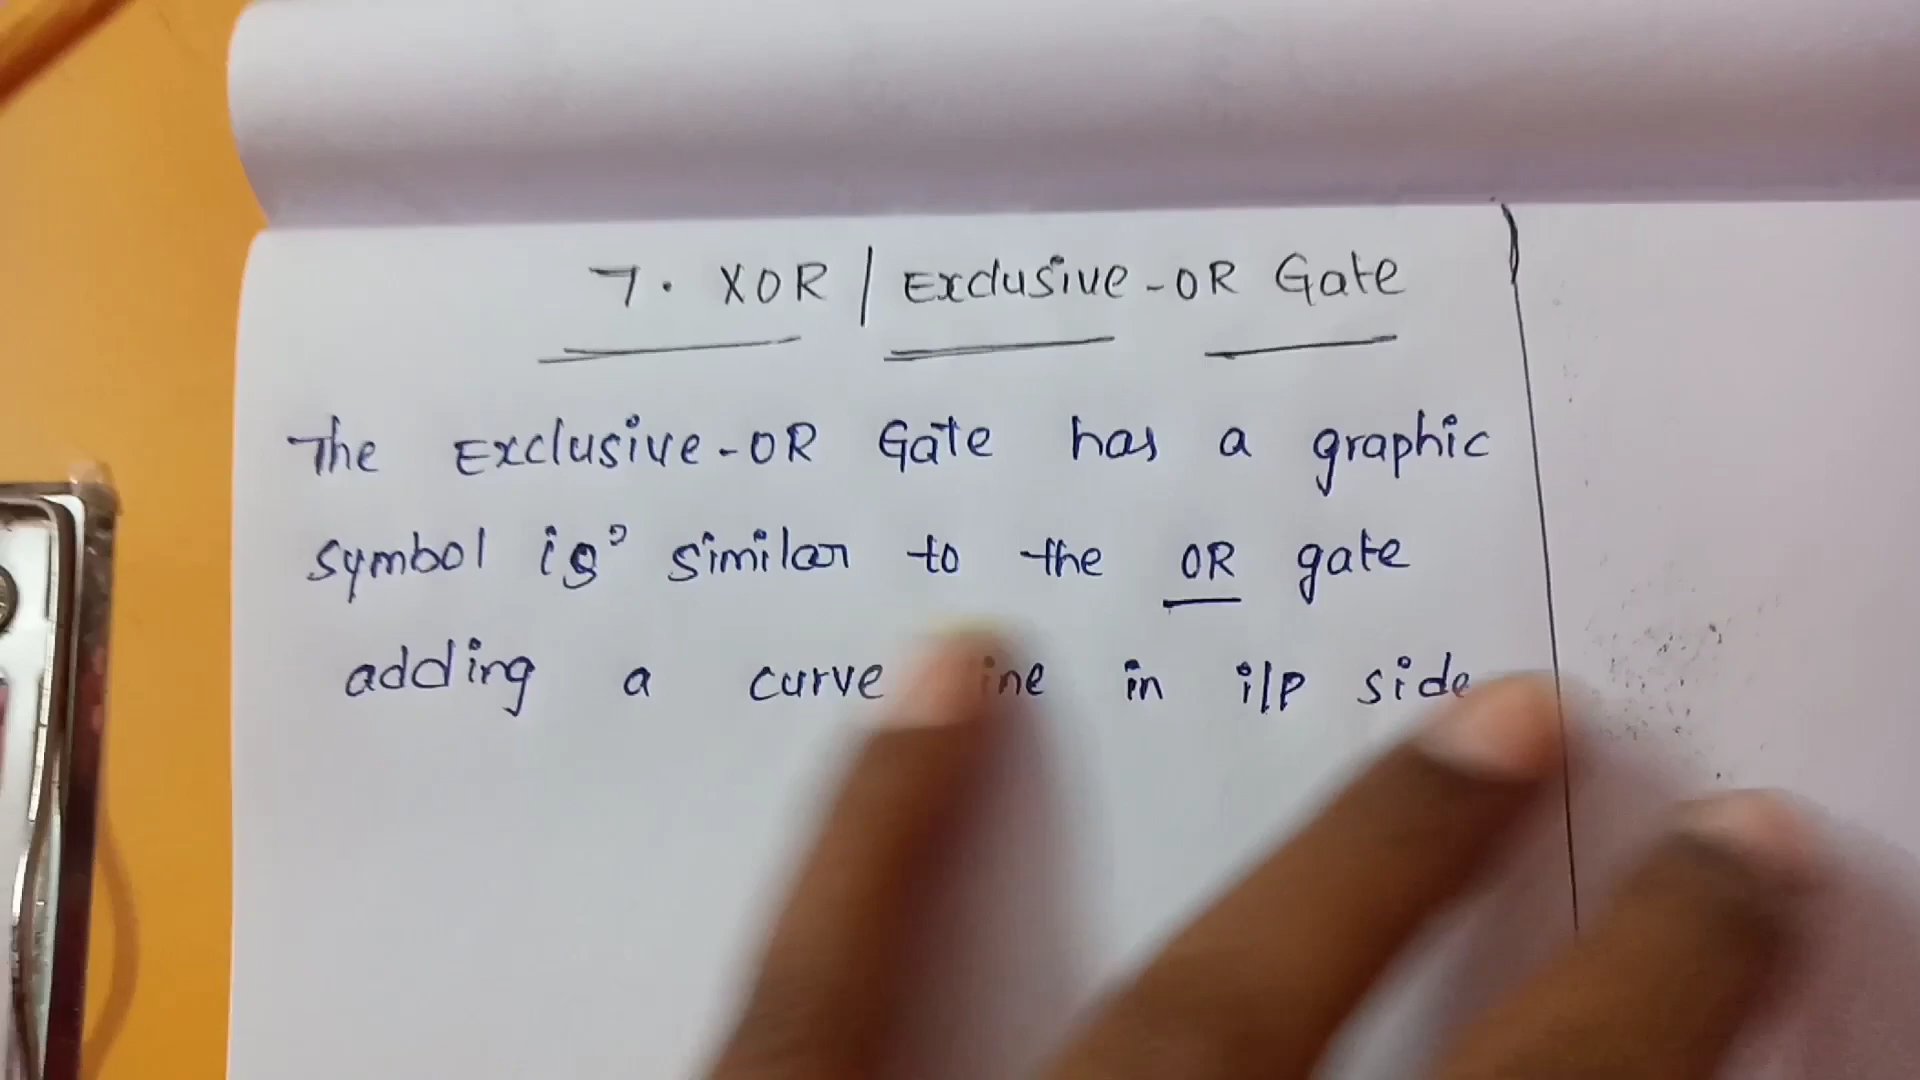 7. XOR | Exclusive-OR Gate
The Exclusive-OR Gate has a graphic
symbol is similar to the OR gate
adding a curve ine in i/p side